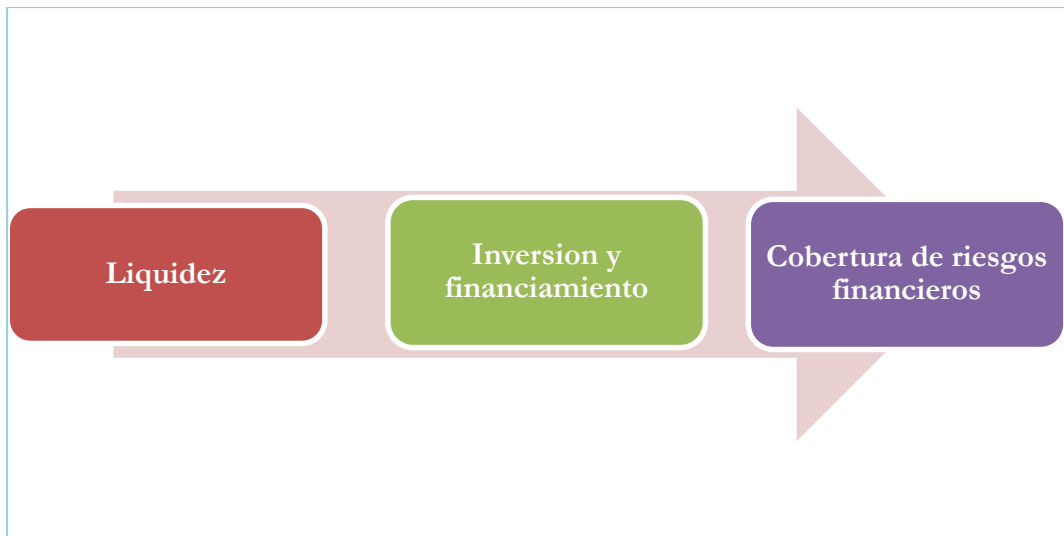 Liquidez
Inversion y
financiamiento
Cobertura de riesgos
financieros